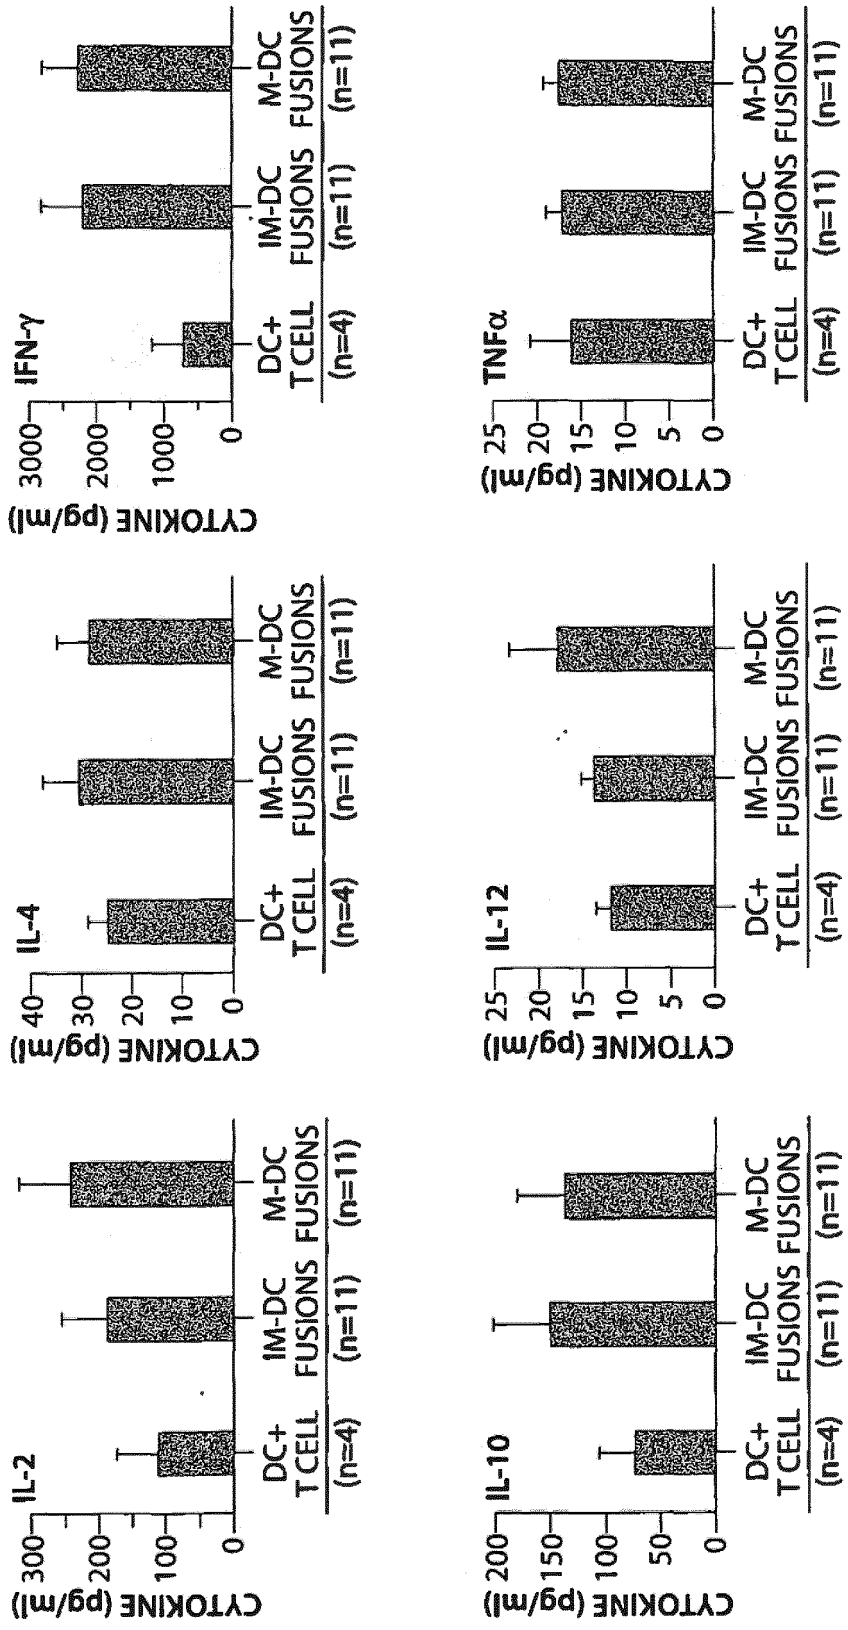 IL-2
CYTOKINE (pg/ml)
300
200
100
0
DC+ IM-DC M-DC
T CELL FUSIONS FUSIONS
(n=4) (n=11) (n=11)
IL-4
CYTOKINE (pg/ml)
40
30
20
10
0
DC+ IM-DC M-DC
T CELL FUSIONS FUSIONS
(n=4) (n=11) (n=11)
IFN-γ
CYTOKINE (pg/ml)
3000
2000
1000
0
DC+ IM-DC M-DC
T CELL FUSIONS FUSIONS
(n=4) (n=11) (n=11)
IL-10
CYTOKINE (pg/ml)
200
150
100
50
0
DC+ IM-DC M-DC
T CELL FUSIONS FUSIONS
(n=4) (n=11) (n=11)
IL-12
CYTOKINE (pg/ml)
25
20
15
10
5
0
DC+ IM-DC M-DC
T CELL FUSIONS FUSIONS
(n=4) (n=11) (n=11)
TNFα
CYTOKINE (pg/ml)
25
20
15
10
5
0
DC+ IM-DC M-DC
T CELL FUSIONS FUSIONS
(n=4) (n=11) (n=11)